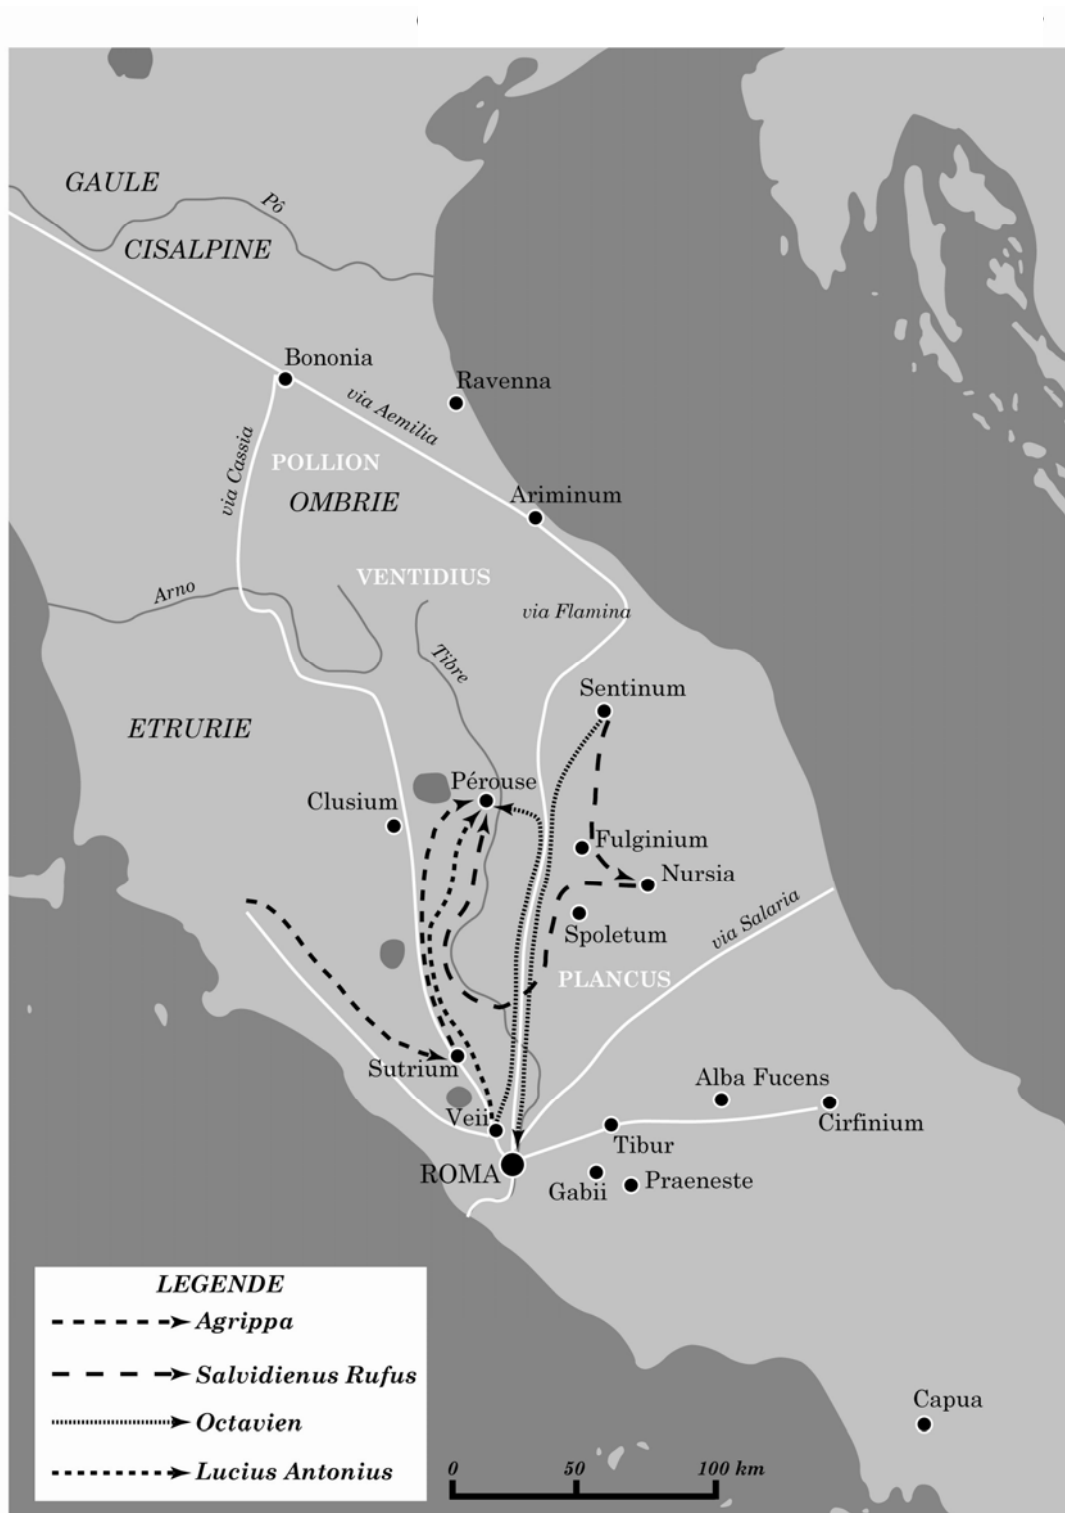 GAULE
Pô
CISALPINE
Bononia
Ravenna
via Aemilia
via Cassia
POLLION
OMBRIE
Ariminum
VENTIDIUS
Arno
via Flamina
Tibre
Sentinum
ETRURIE
Pérouse
Clusium
Fulginium
Nursia
via Salaria
Spoletum
PLANCUS
Sutrium
Alba Fucens
Veii
Cirfinium
Tibur
ROMA
Gabii
Praeneste
LEGENDE
Agrippa
Salvidienus Rufus
Octavien
Lucius Antonius
Capua
0 50 100 km